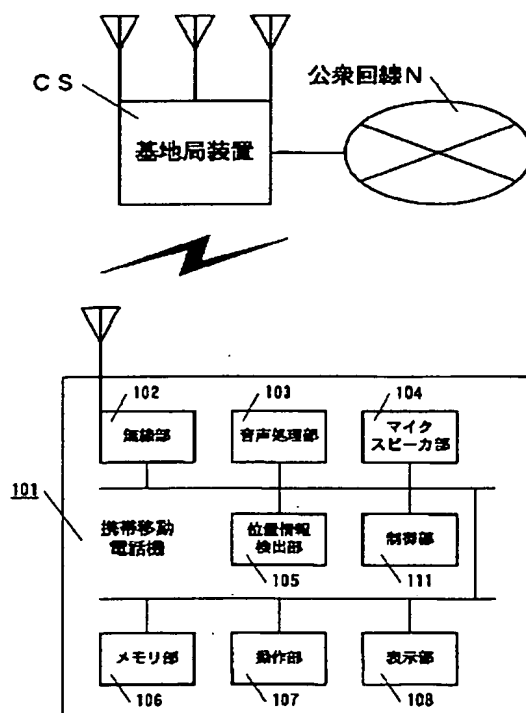 CS
公衆回線N
基地局装置
102
103
104
無線部
音声処理部
マイク
スピーカ部
101
携帯移動
電話機
位置情報
検出部
制御部
105
111
メモリ部
操作部
表示部
106
107
108